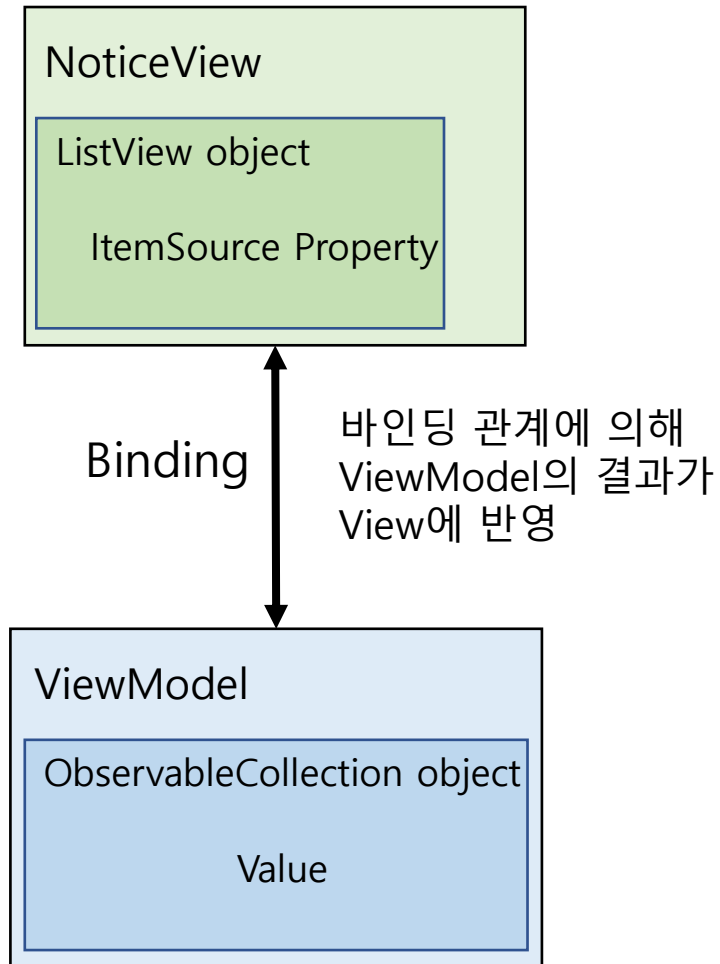 NoticeView
ListView object
ItemSource Property
Binding
바인딩 관계에 의해
ViewModel의 결과가
View에 반영
ViewModel
ObservableCollection object
Value